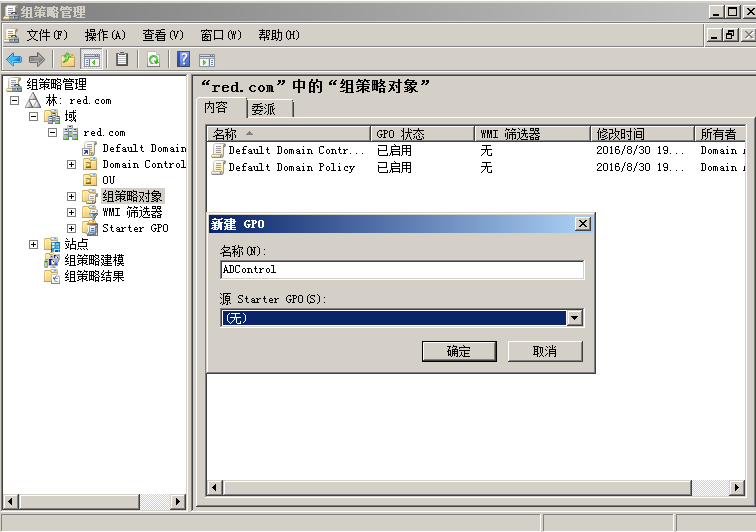 组策略管理
文件(F) 操作(A) 查看(V) 窗口(W) 帮助(H)
组策略管理
林: red.com
域
red.com
Default Domain
Domain Control
OU
组策略对象
WMI 筛选器
Starter GPO
站点
组策略建模
组策略结果
“red.com”中的“组策略对象”
内容 委派
名称 GPO 状态 WMI 筛选器 修改时间 所有者
Default Domain Contr... 已启用 无 2016/8/30 19... Domain A
Default Domain Policy 已启用 无 2016/8/30 19... Domain A
新建 GPO
名称(N):
ADControl
源 Starter GPO(S):
(无)
确定 取消